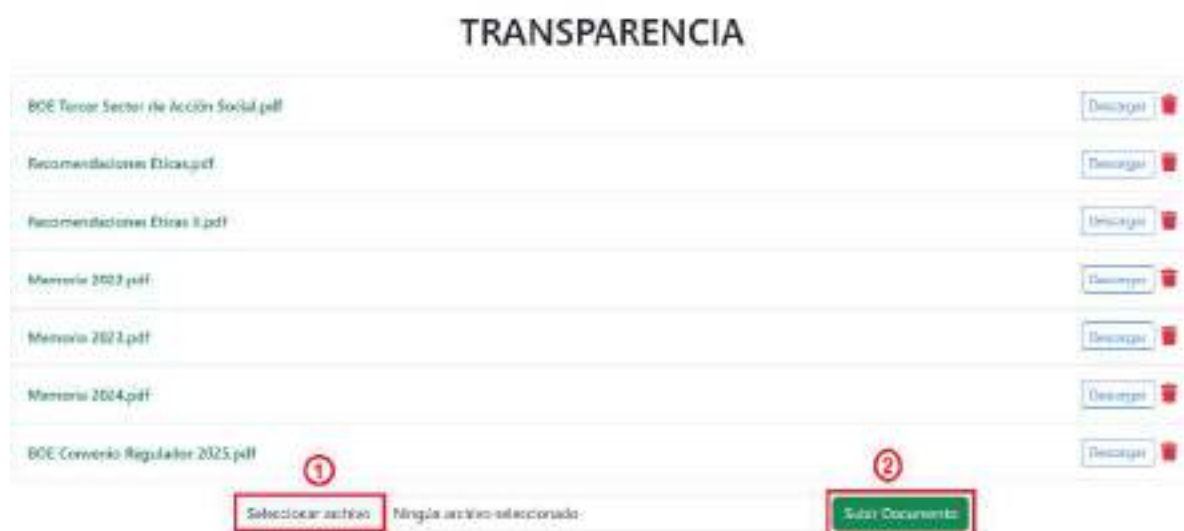 TRANSPARENCIA
BOE Tercer Sector de Acción Social.pdf Descargar
Recomendaciones Éticas.pdf Descargar
Recomendaciones Éticas II.pdf Descargar
Memoria 2022.pdf Descargar
Memoria 2023.pdf Descargar
Memoria 2024.pdf Descargar
BOE Convenio Regulador 2025.pdf Descargar
1 2
Seleccionar archivo Ningún archivo seleccionado Subir Documento